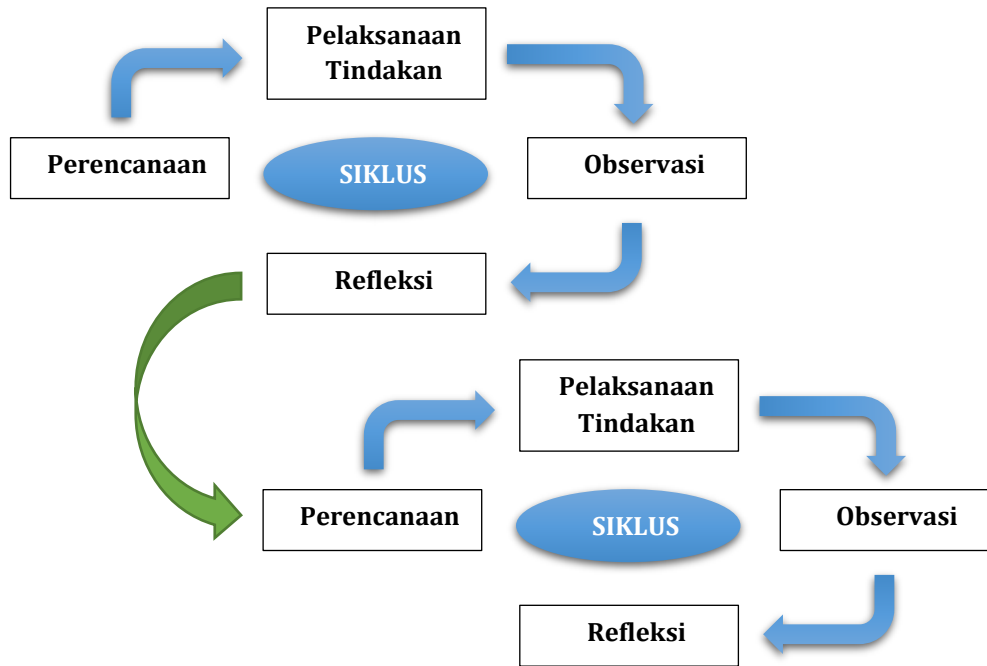 Pelaksanaan
Tindakan
Perencanaan
SIKLUS
Observasi
Refleksi
Pelaksanaan
Tindakan
Perencanaan
SIKLUS
Observasi
Refleksi